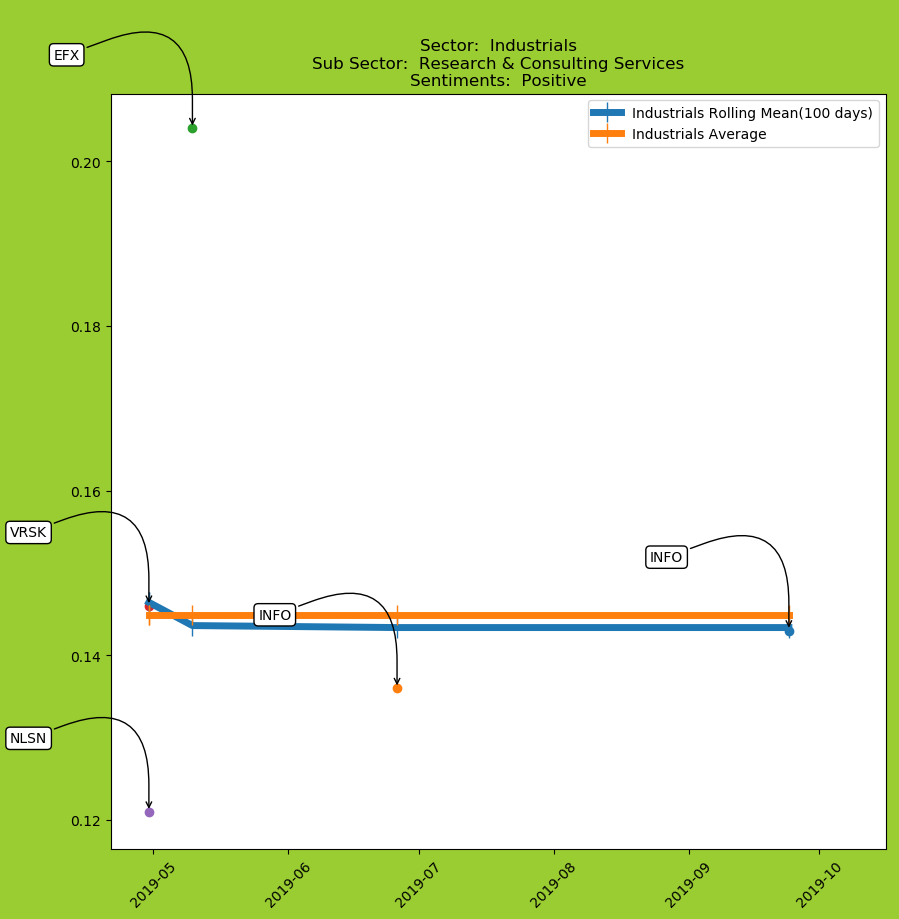 EFX
Sector:  Industrials
Sub Sector:  Research & Consulting Services
Sentiments:  Positive
Industrials Rolling Mean(100 days)
Industrials Average
0.20
0.18
0.16
VRSK
INFO
INFO
0.14
NLSN
0.12
2019-05
2019-06
2019-07
2019-08
2019-09
2019-10